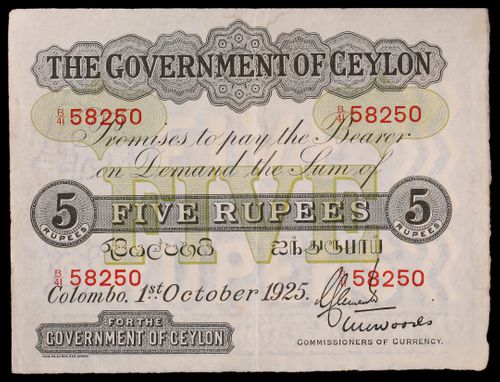 THE GOVERNMENT OF CEYLON
B/41 58250 B/41 58250
Promises to pay the Bearer
on Demand the Sum of
FIVE
5 RUPEES FIVE RUPEES 5 RUPEES
රුපියල් පහයි ஐந்துரூபாய்
B/41 58250 58250
Colombo, 1st October 1925.
FOR THE
GOVERNMENT OF CEYLON
COMMISSIONERS OF CURRENCY.